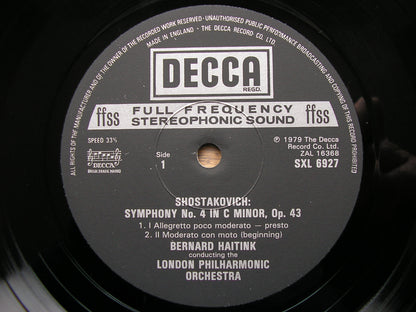 ALL RIGHTS OF THE MANUFACTURER AND OF THE OWNER OF THE RECORDED WORK RESERVED · UNAUTHORISED PUBLIC PERFORMANCE BROADCASTING AND COPYING OF THIS RECORD PROHIBITED
MADE IN ENGLAND · THE DECCA RECORD CO. LTD.
DECCA
REGD.
ffss FULL FREQUENCY ffss
STEREOPHONIC SOUND
SPEED 33⅓
℗ 1979 The Decca
Record Co. Ltd.
ZAL 16368
SXL 6927
DECCA
Side
1
SHOSTAKOVICH:
SYMPHONY No. 4 IN C MINOR, Op. 43
1. I Allegretto poco moderato — presto
2. II Moderato con moto (beginning)
BERNARD HAITINK
conducting the
LONDON PHILHARMONIC
ORCHESTRA